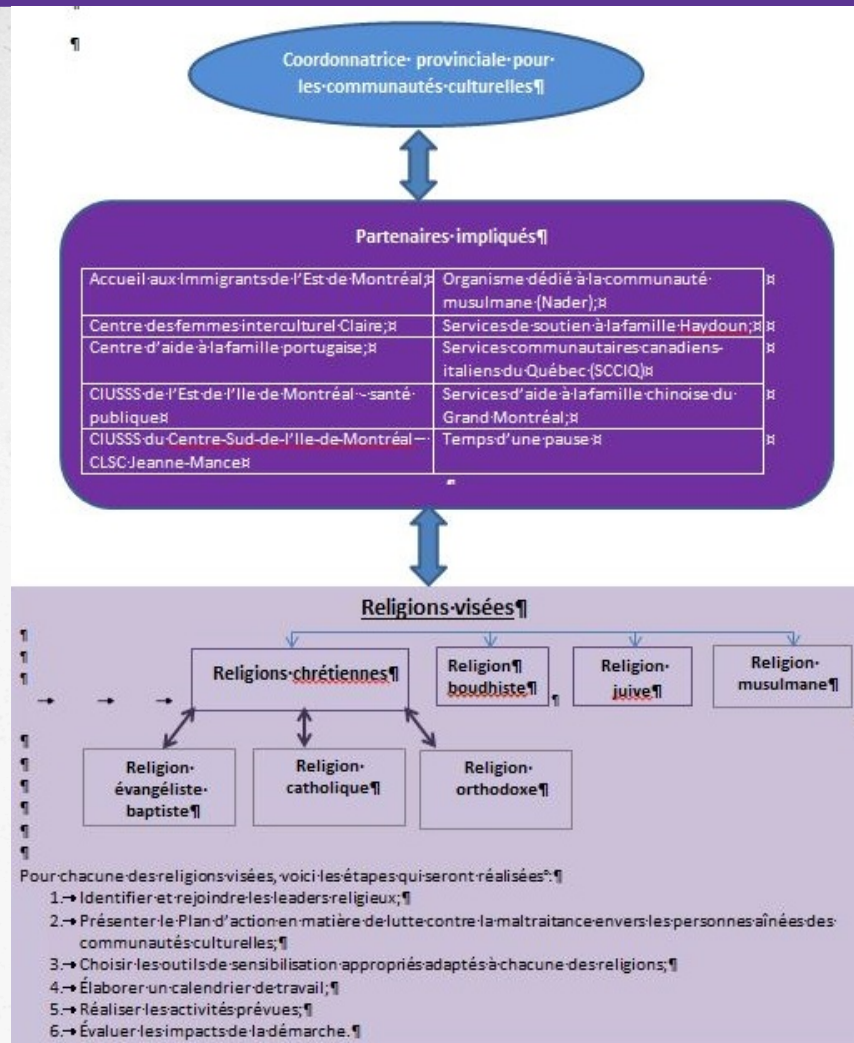 Coordonnatrice provinciale pour
les communautés culturelles¶
Partenaires impliqués¶
Accueil aux Immigrants de l'Est de Montréal;¤
Organisme dédié à la communauté
musulmane (Nader);¤
Centre des femmes interculturel Claire;¤
Services de soutien à la famille Haydoun;¤
Centre d'aide à la famille portugaise;¤
Services communautaires canadiens-
italiens du Québec (SCCIQ)¤
CIUSSS de l'Est de l'Ile de Montréal - santé
publique¤
Services d'aide à la famille chinoise du
Grand Montréal;¤
CIUSSS du Centre-Sud-de-l'Ile-de-Montréal –
CLSC Jeanne-Mance¤
Temps d'une pause ¤
Religions visées¶
Religions chrétiennes¶
Religion¶
boudhiste¶
Religion
juive¶
Religion
musulmane¶
Religion
évangéliste
baptiste¶
Religion
catholique¶
Religion
orthodoxe¶
Pour chacune des religions visées, voici les étapes qui seront réalisées°:¶
1.→Identifier et rejoindre les leaders religieux;¶
2.→Présenter le Plan d'action en matière de lutte contre la maltraitance envers les personnes aînées des
communautés culturelles;¶
3.→Choisir les outils de sensibilisation appropriés adaptés à chacune des religions;¶
4.→Élaborer un calendrier de travail;¶
5.→Réaliser les activités prévues;¶
6.→Évaluer les impacts de la démarche.¶